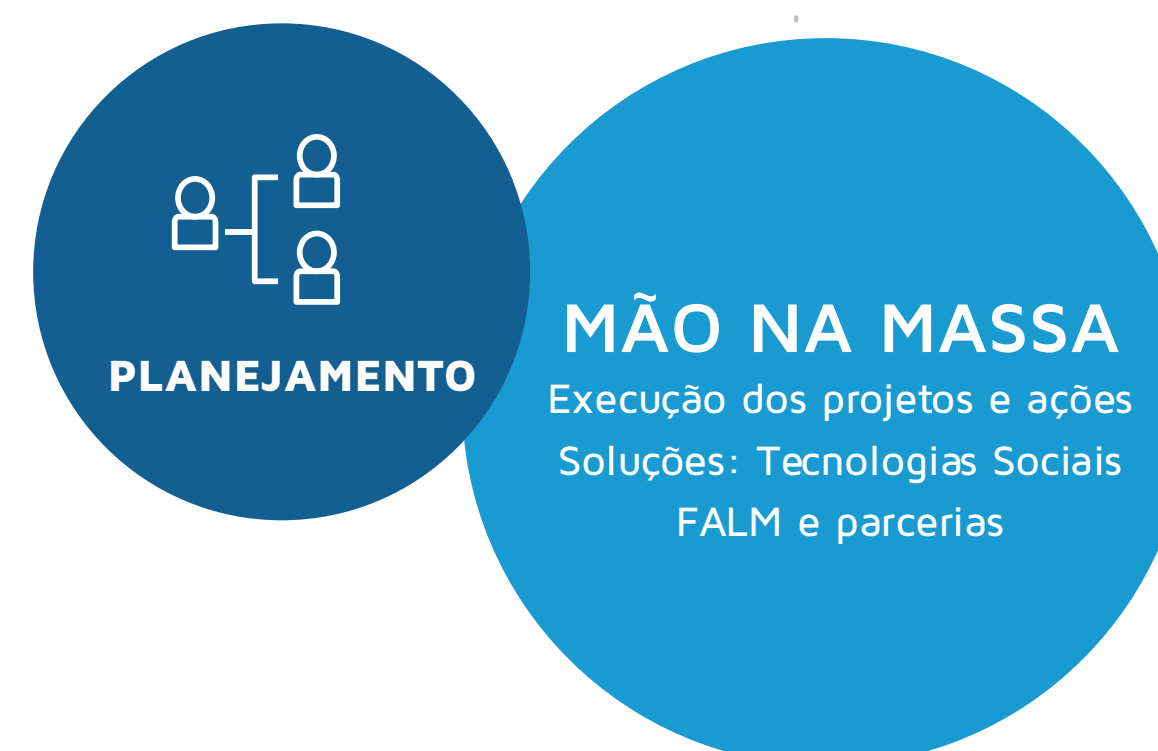 PLANEJAMENTO
MÃO NA MASSA
Execução dos projetos e ações
Soluções: Tecnologias Sociais
FALM e parcerias